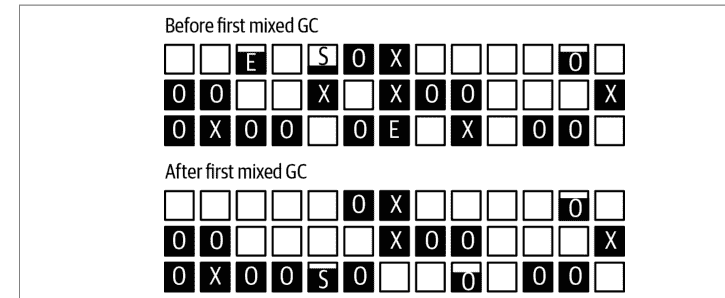 Before first mixed GC
E S O X O
O O X X O O X
O X O O O E X O O
After first mixed GC
O X O
O O X O O X
O X O O S O O O O